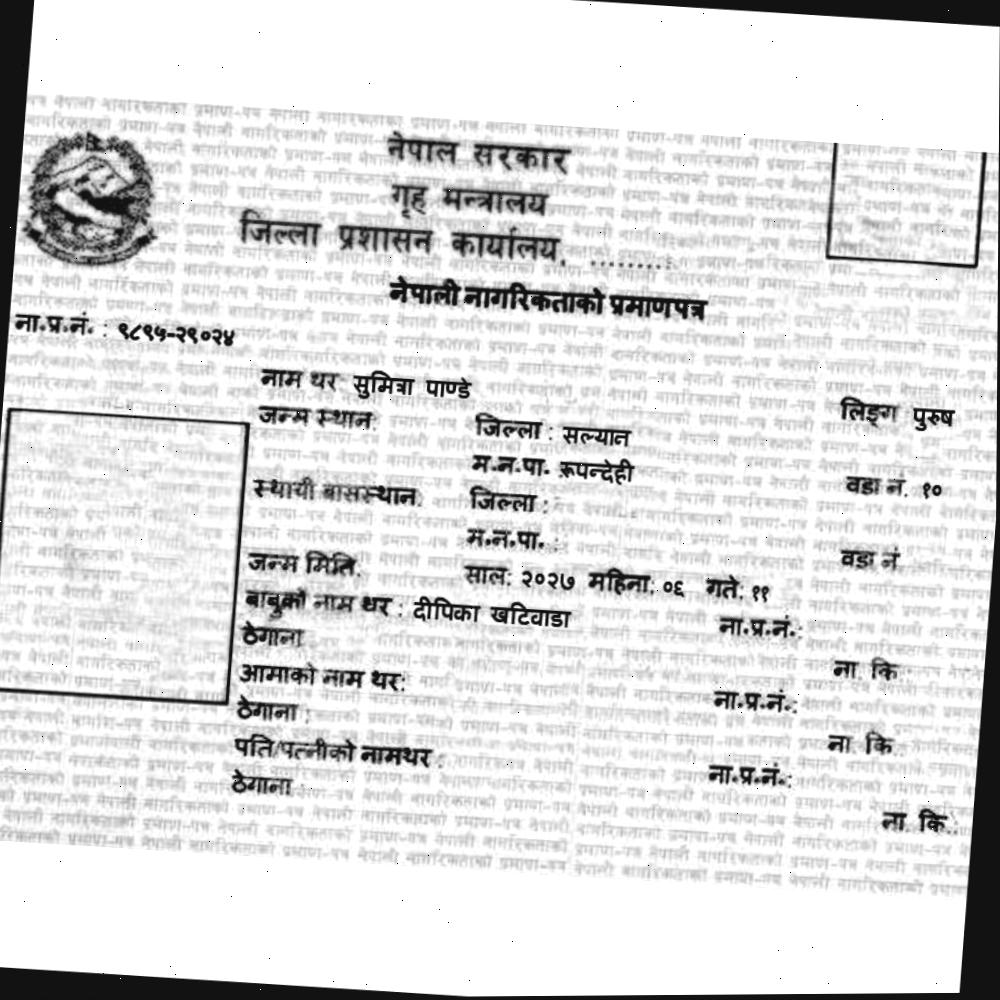 नेपाल सरकार
गृह मन्त्रालय
जिल्ला प्रशासन कार्यालय, .........
नेपाली नागरिकताको प्रमाणपत्र
ना.प्र.नं. : ९८९५-२९०२४
नाम थर: सुमित्रा पाण्डे लिङ्ग पुरुष
जन्म स्थान: जिल्ला : सल्यान
म.न.पा. रूपन्देही वडा नं. १०
स्थायी बासस्थान: जिल्ला :
म.न.पा. : वडा नं
जन्म मिति: साल: २०२७ महिना: ०६ गते: ११
बाबुको नाम थर : दीपिका खटिवाडा ना.प्र.नं.:
ठेगाना ना. कि.:
आमाको नाम थर: ना.प्र.नं.:
ठेगाना : ना. कि.:
पति/पत्नीको नामथर : ना.प्र.नं.:
ठेगाना ना. कि.: